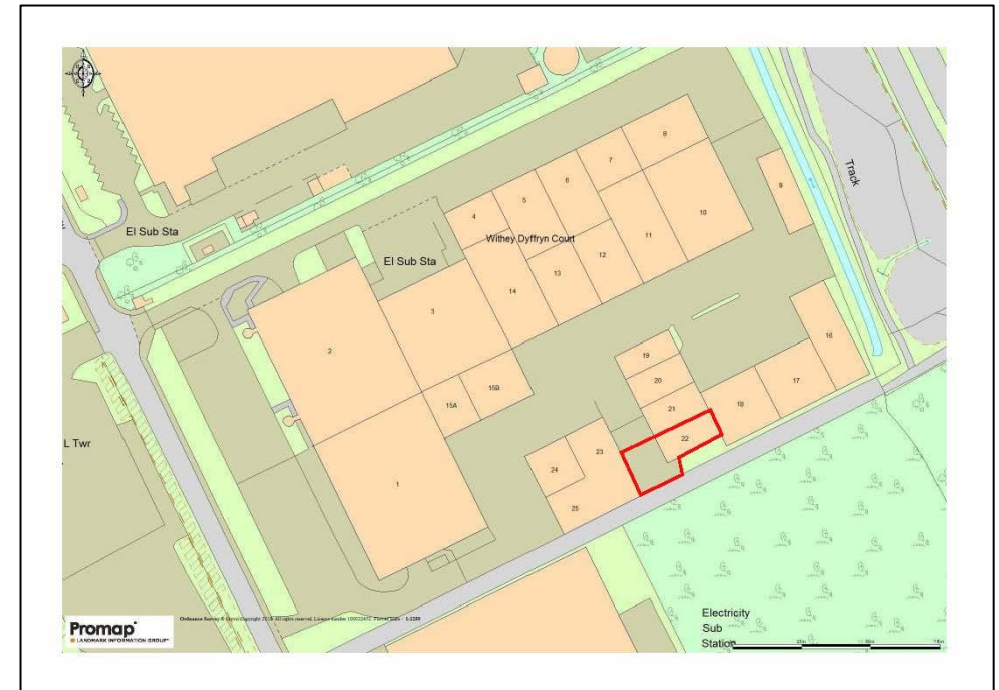 El Sub Sta
El Sub Sta
Withey Dyffryn Court
Track
L Twr
8
7
6
5
4
9
10
11
12
13
14
3
2
15B
15A
1
16
17
18
19
20
21
22
23
24
25
Electricity
Sub
Station
Promap
LANDMARK INFORMATION GROUP